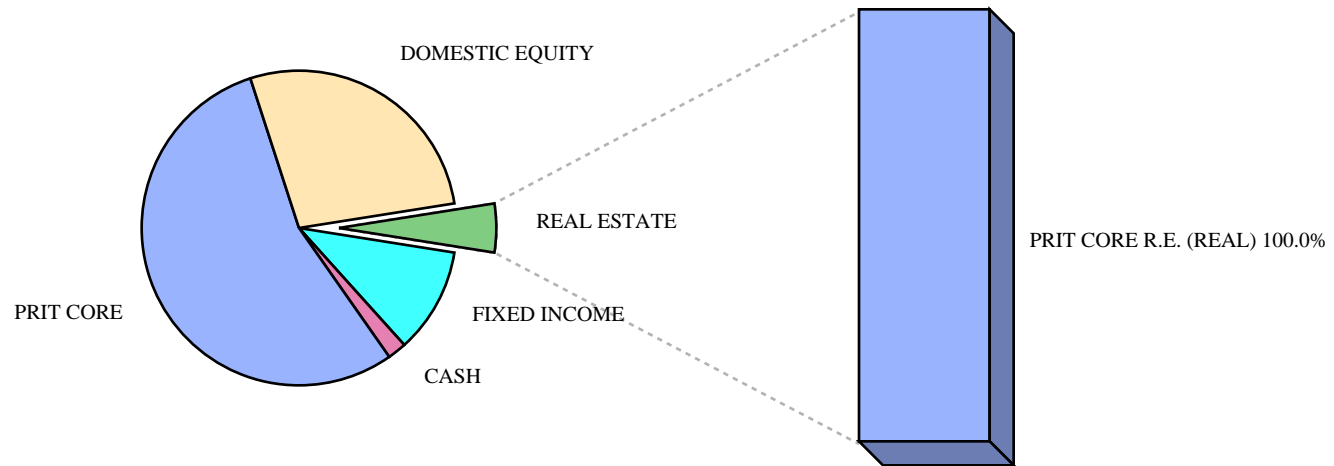 DOMESTIC EQUITY
REAL ESTATE
PRIT CORE R.E. (REAL) 100.0%
PRIT CORE
FIXED INCOME
CASH